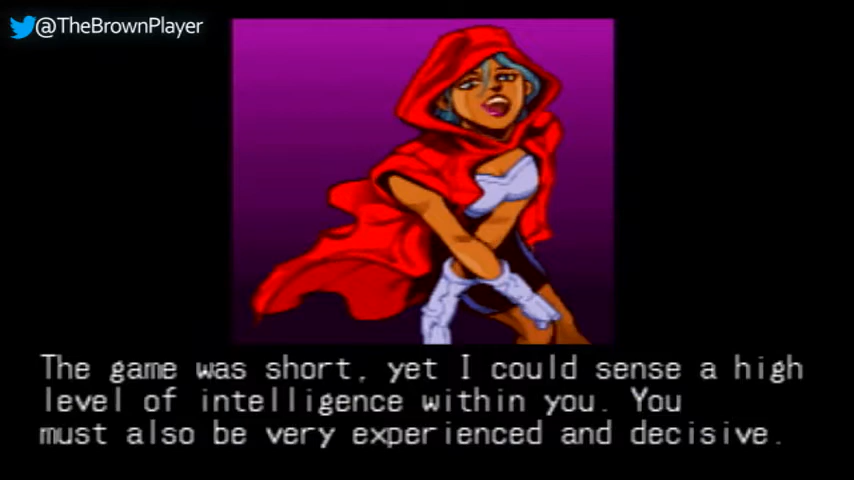 @TheBrownPlayer
The game was short, yet I could sense a high
level of intelligence within you. You
must also be very experienced and decisive.